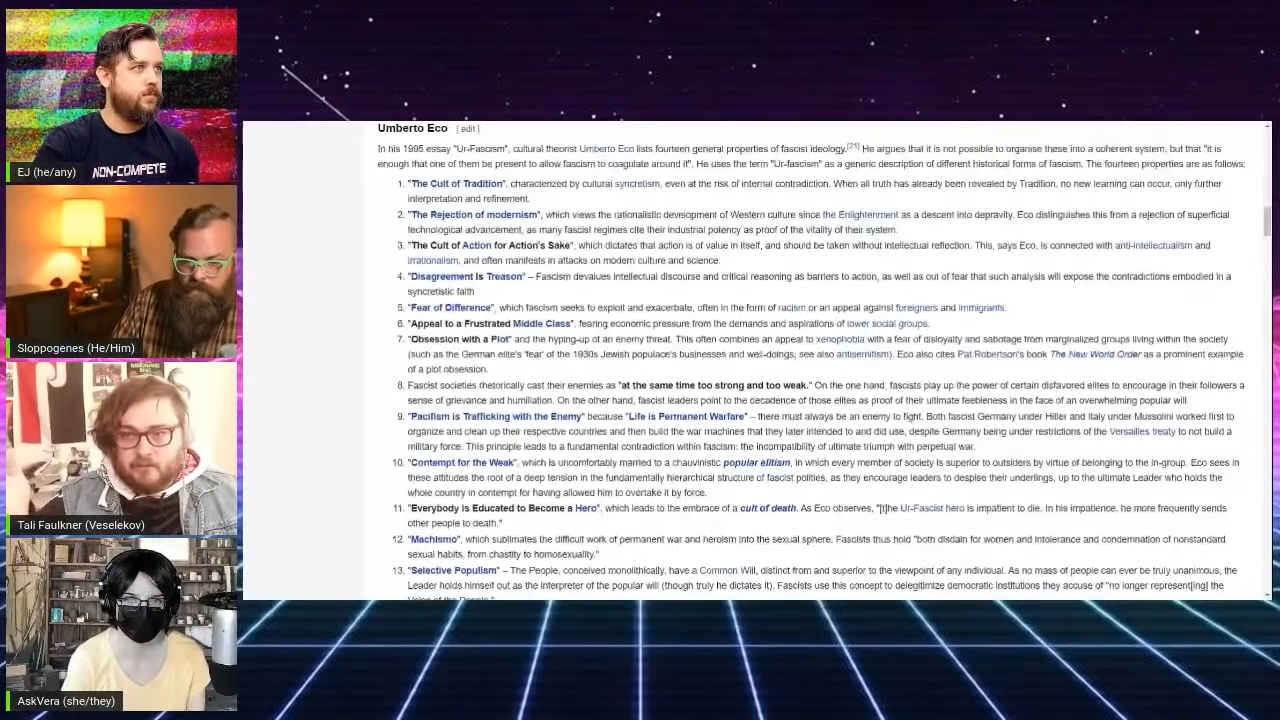 NON-COMPETE
EJ (he/any)
Sloppogenes (He/Him)
Tali Faulkner (Veselekov)
AskVera (she/they)
Umberto Eco [ edit ]
In his 1995 essay "Ur-Fascism", cultural theorist Umberto Eco lists fourteen general properties of fascist ideology.[21] He argues that it is not possible to organise these into a coherent system, but that "it is
enough that one of them be present to allow fascism to coagulate around it". He uses the term "Ur-fascism" as a generic description of different historical forms of fascism. The fourteen properties are as follows:
1. "The Cult of Tradition", characterized by cultural syncretism, even at the risk of internal contradiction. When all truth has already been revealed by Tradition, no new learning can occur, only further
interpretation and refinement.
2. "The Rejection of modernism", which views the rationalistic development of Western culture since the Enlightenment as a descent into depravity. Eco distinguishes this from a rejection of superficial
technological advancement, as many fascist regimes cite their industrial potency as proof of the vitality of their system.
3. "The Cult of Action for Action's Sake", which dictates that action is of value in itself, and should be taken without intellectual reflection. This, says Eco, is connected with anti-intellectualism and
irrationalism, and often manifests in attacks on modern culture and science.
4. "Disagreement Is Treason" – Fascism devalues intellectual discourse and critical reasoning as barriers to action, as well as out of fear that such analysis will expose the contradictions embodied in a
syncretistic faith
5. "Fear of Difference", which fascism seeks to exploit and exacerbate, often in the form of racism or an appeal against foreigners and immigrants.
6. "Appeal to a Frustrated Middle Class", fearing economic pressure from the demands and aspirations of lower social groups.
7. "Obsession with a Plot" and the hyping-up of an enemy threat. This often combines an appeal to xenophobia with a fear of disloyalty and sabotage from marginalized groups living within the society
(such as the German elite's 'fear' of the 1930s Jewish populace's businesses and well-doings; see also antisemitism). Eco also cites Pat Robertson's book The New World Order as a prominent example
of a plot obsession.
8. Fascist societies rhetorically cast their enemies as "at the same time too strong and too weak." On the one hand, fascists play up the power of certain disfavored elites to encourage in their followers a
sense of grievance and humiliation. On the other hand, fascist leaders point to the decadence of those elites as proof of their ultimate feebleness in the face of an overwhelming popular will
9. "Pacifism is Trafficking with the Enemy" because "Life is Permanent Warfare" – there must always be an enemy to fight. Both fascist Germany under Hitler and Italy under Mussolini worked first to
organize and clean up their respective countries and then build the war machines that they later intended to and did use, despite Germany being under restrictions of the Versailles treaty to not build a
military force. This principle leads to a fundamental contradiction within fascism: the incompatibility of ultimate triumph with perpetual war.
10. "Contempt for the Weak", which is uncomfortably married to a chauvinistic popular elitism, in which every member of society is superior to outsiders by virtue of belonging to the in-group. Eco sees in
these attitudes the root of a deep tension in the fundamentally hierarchical structure of fascist polities, as they encourage leaders to despise their underlings, up to the ultimate Leader who holds the
whole country in contempt for having allowed him to overtake it by force.
11. "Everybody is Educated to Become a Hero", which leads to the embrace of a cult of death. As Eco observes, "[t]he Ur-Fascist hero is impatient to die. In his impatience, he more frequently sends
other people to death."
12. "Machismo", which sublimates the difficult work of permanent war and heroism into the sexual sphere. Fascists thus hold "both disdain for women and intolerance and condemnation of nonstandard
sexual habits, from chastity to homosexuality."
13. "Selective Populism" – The People, conceived monolithically, have a Common Will, distinct from and superior to the viewpoint of any individual. As no mass of people can ever be truly unanimous, the
Leader holds himself out as the interpreter of the popular will (though truly he dictates it). Fascists use this concept to delegitimize democratic institutions they accuse of "no longer represent[ing] the
Voice of the People."